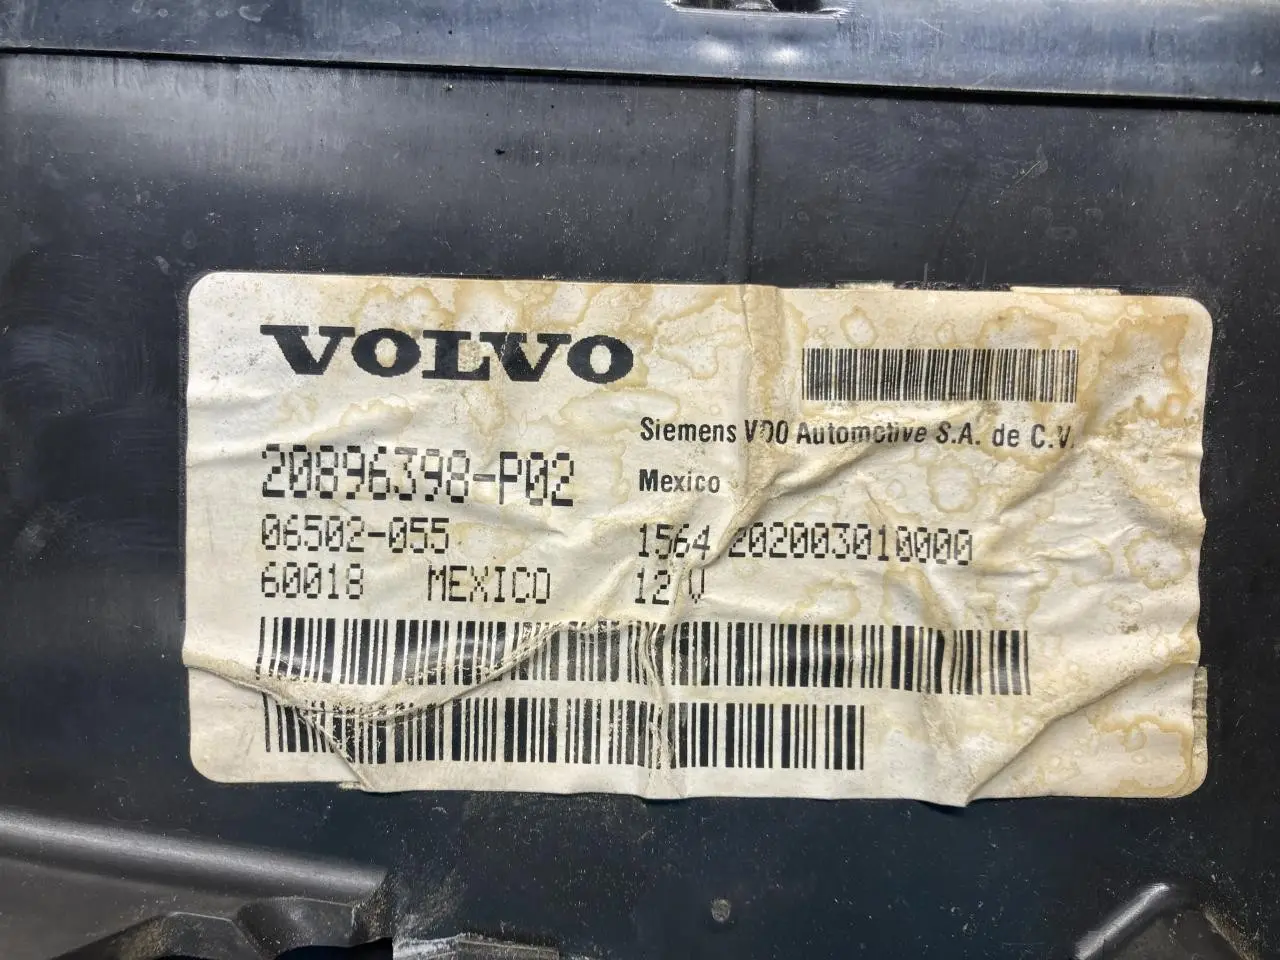 VOLVO
Siemens VDO Automotive S.A. de C.V.
20896398-P02
Mexico
06502-055
1564 202003010000
60018 MEXICO
12 V